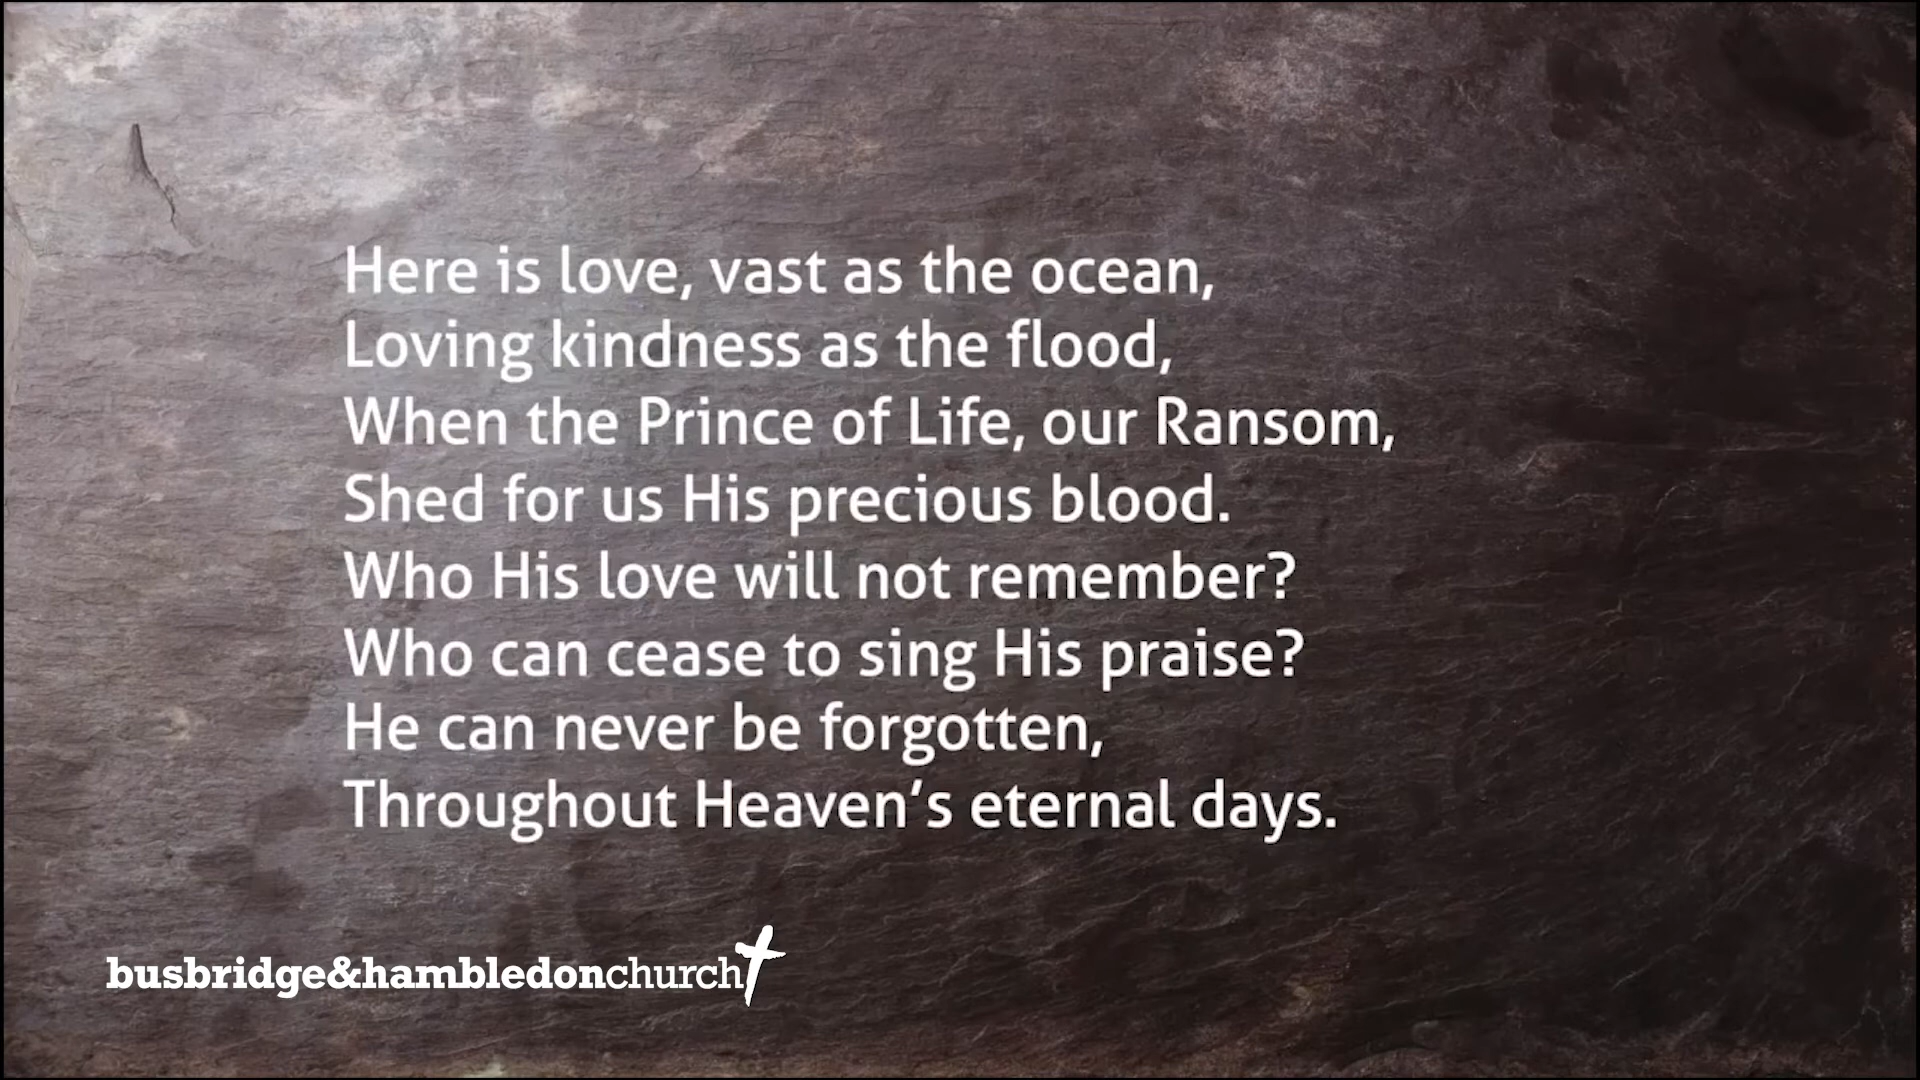 Here is love, vast as the ocean,
Loving kindness as the flood,
When the Prince of Life, our Ransom,
Shed for us His precious blood.
Who His love will not remember?
Who can cease to sing His praise?
He can never be forgotten,
Throughout Heaven’s eternal days.
busbridge&hambledonchurch